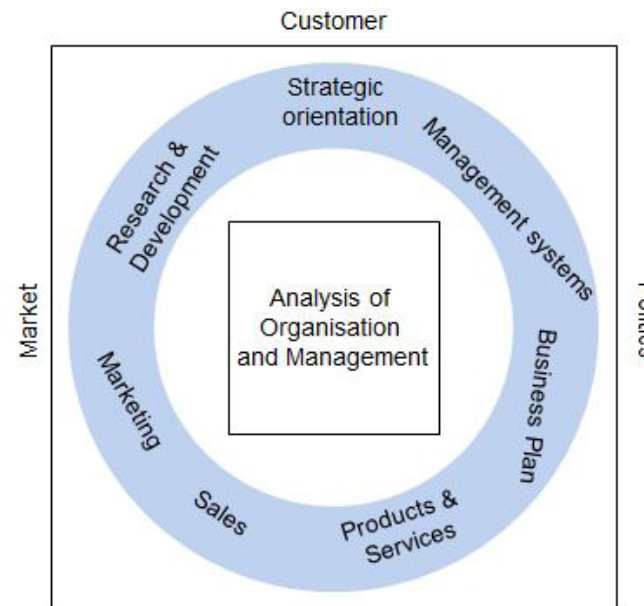 Customer
Strategic
orientation
Management systems
Business Plan
Products &
Services
Sales
Marketing
Research &
Development
Analysis of
Organisation
and Management
Market